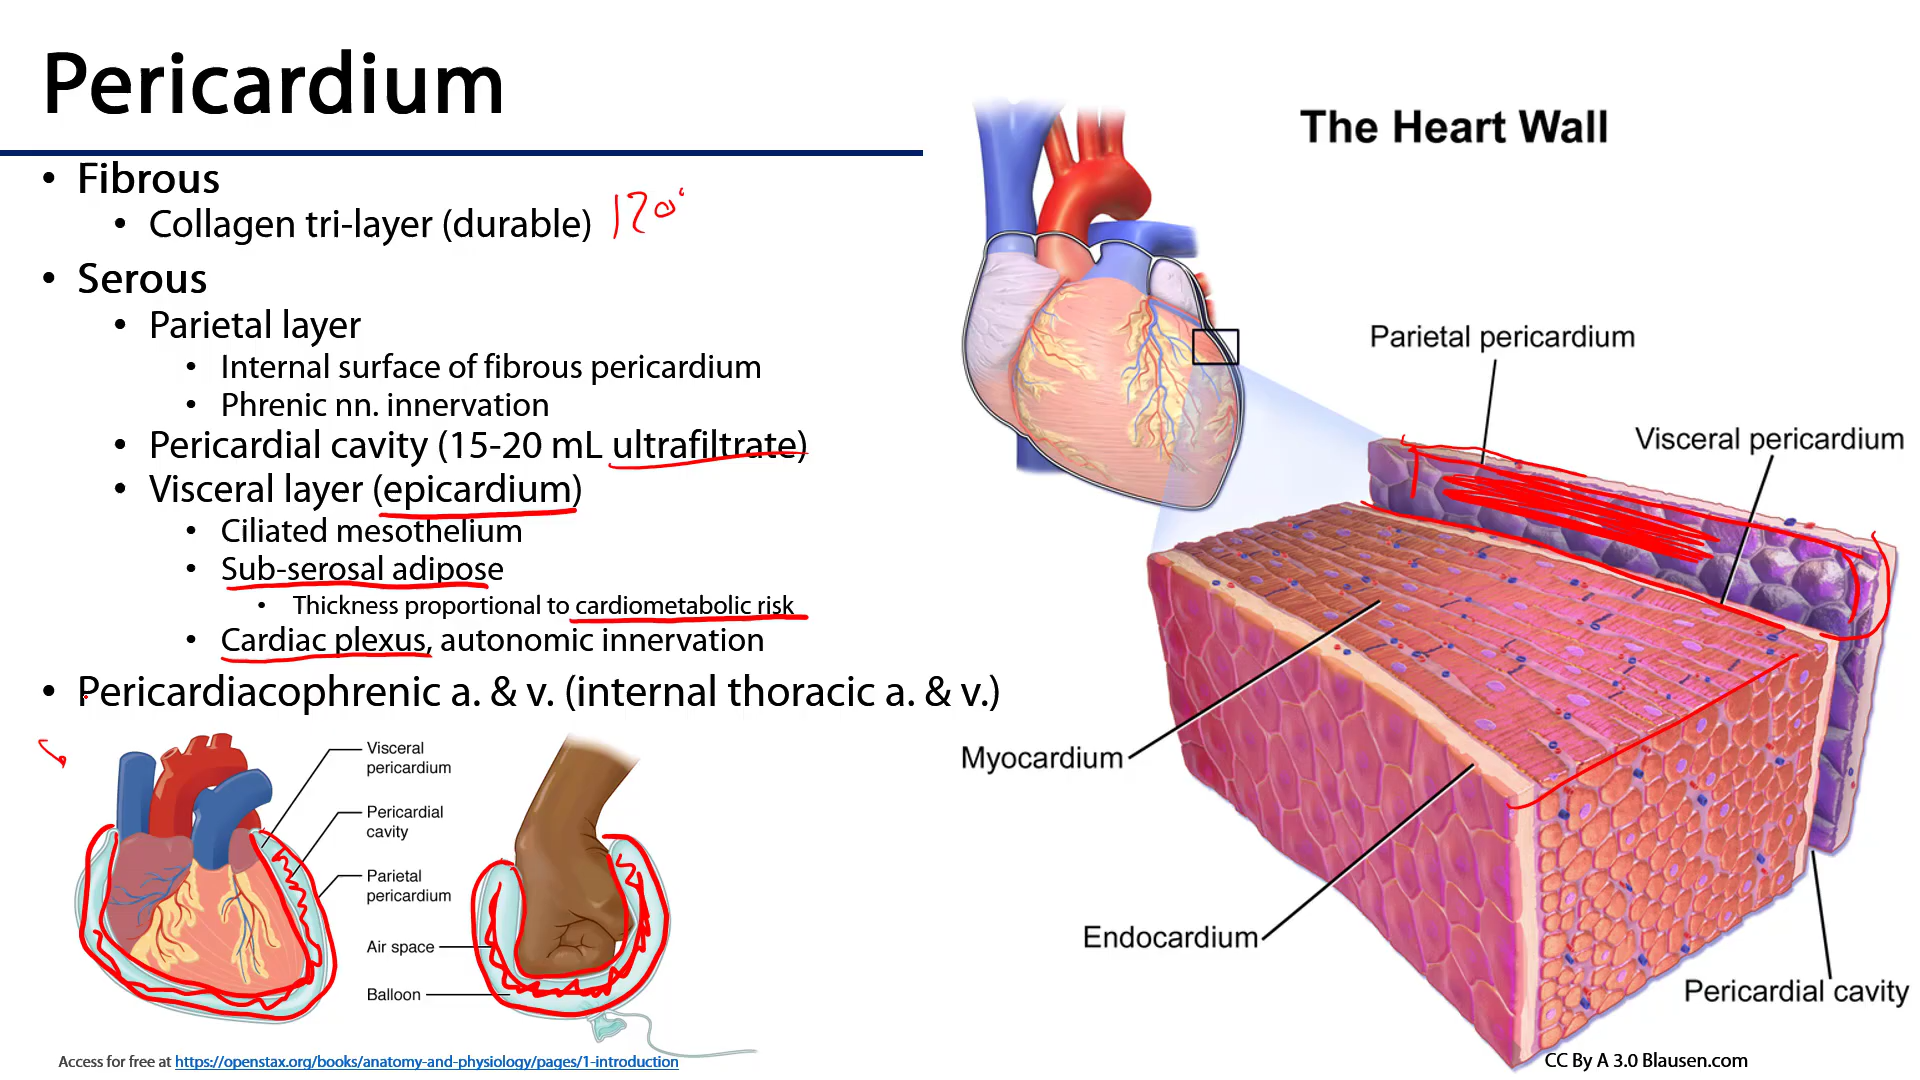 Pericardium
• Fibrous
• Collagen tri-layer (durable) 120°
• Serous
• Parietal layer
• Internal surface of fibrous pericardium
• Phrenic nn. innervation
• Pericardial cavity (15-20 mL ultrafiltrate)
• Visceral layer (epicardium)
• Ciliated mesothelium
• Sub-serosal adipose
• Thickness proportional to cardiometabolic risk
• Cardiac plexus, autonomic innervation
• Pericardiacophrenic a. & v. (internal thoracic a. & v.)
Visceral
pericardium
Pericardial
cavity
Parietal
pericardium
Air space
Balloon
Access for free at https://openstax.org/books/anatomy-and-physiology/pages/1-introduction
The Heart Wall
Parietal pericardium
Visceral pericardium
Myocardium
Endocardium
Pericardial cavity
CC By A 3.0 Blausen.com